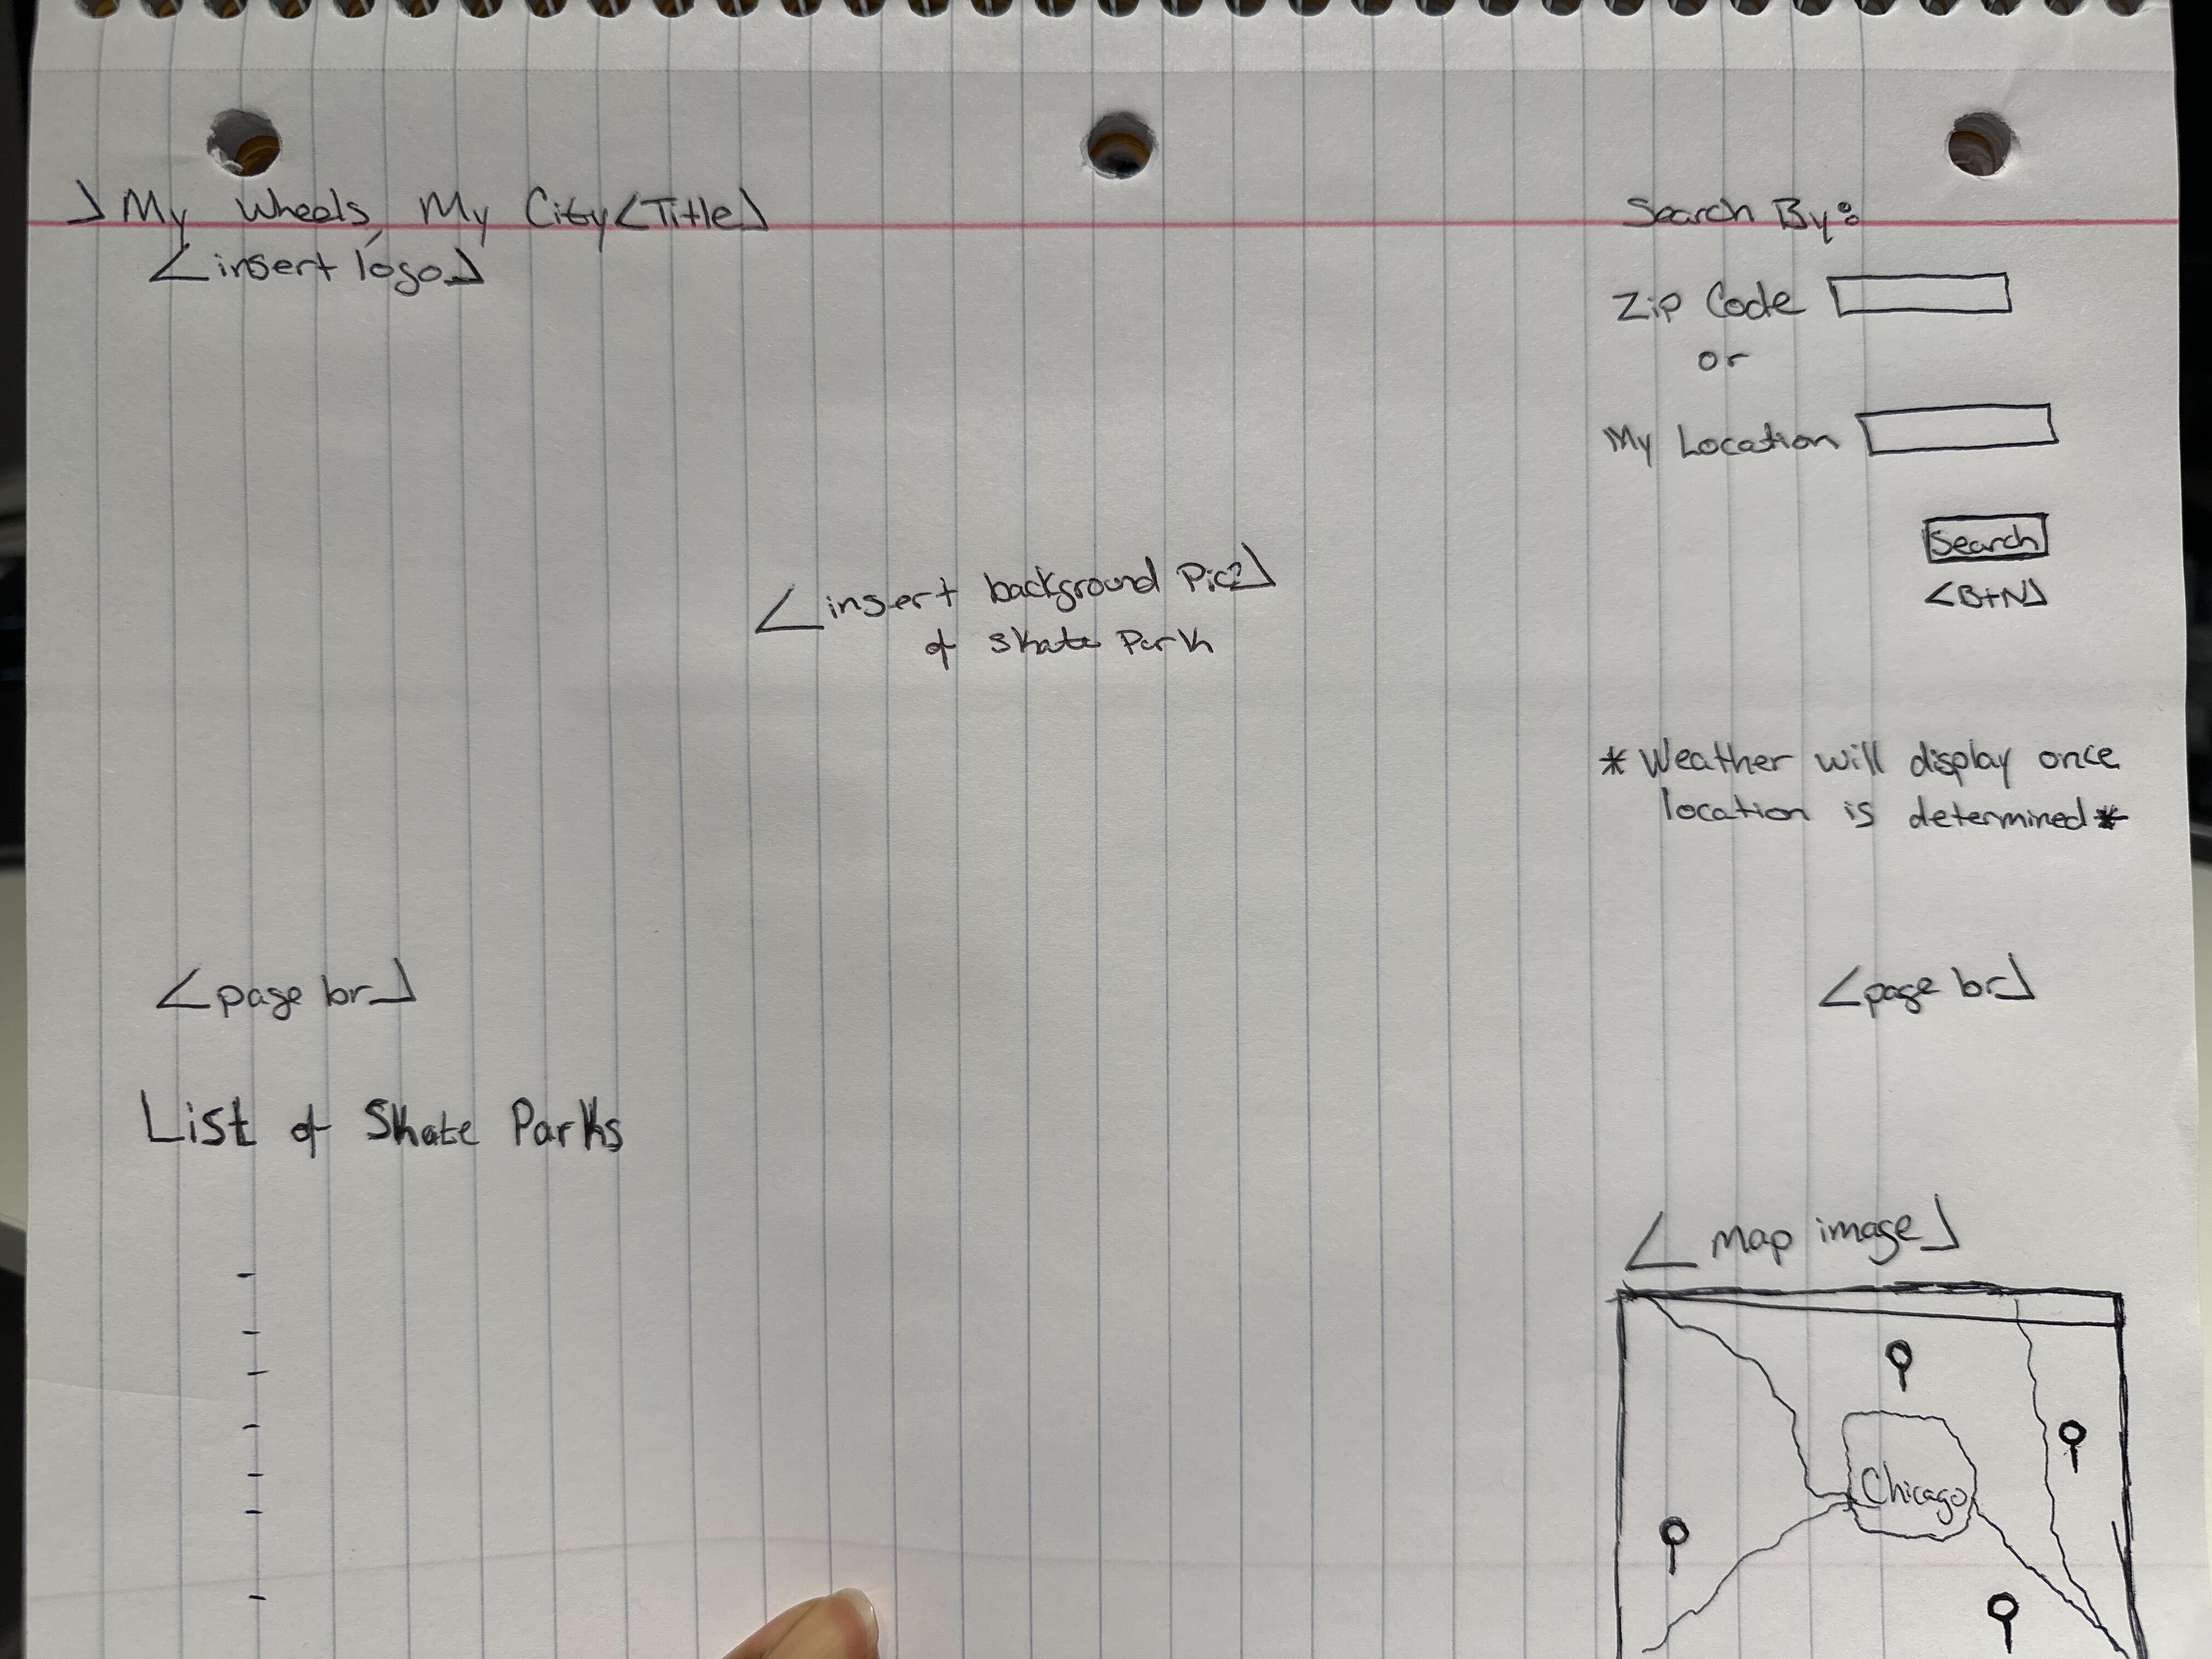 >My Wheels, My City<Title>
<insert logo>
Search By:
Zip Code
or
My Location
Search
<BtN>
<insert background Pic?>
of Skate Park
*Weather will display once
location is determined*
<page br>
<page br>
List of Skate Parks
<map image>
Chicago